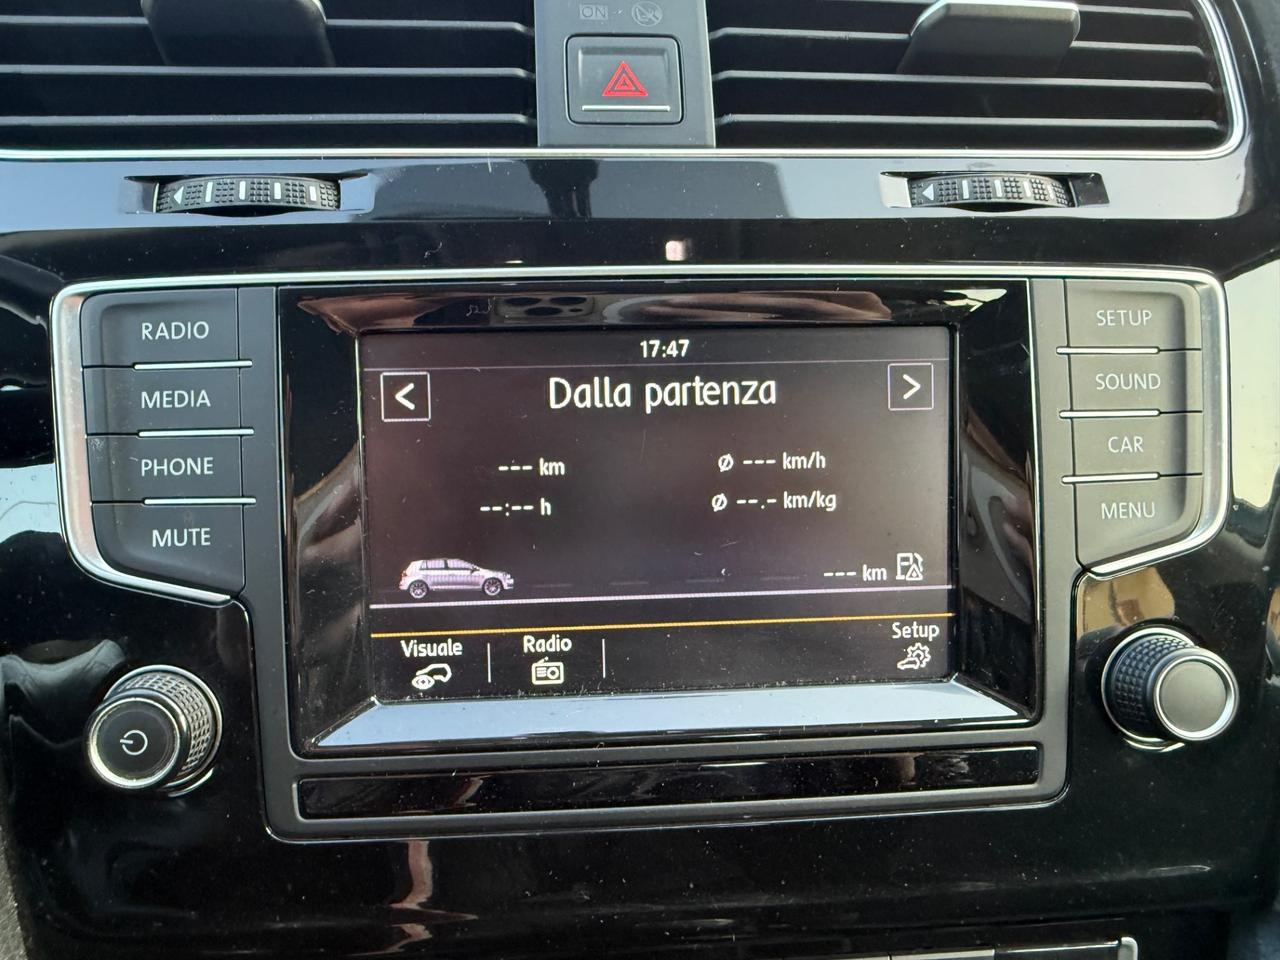 ON
RADIO
MEDIA
PHONE
MUTE
17:47
<
Dalla partenza
>
--- km
Ø --- km/h
--:-- h
Ø --.- km/kg
--- km
Visuale
Radio
Setup
SETUP
SOUND
CAR
MENU